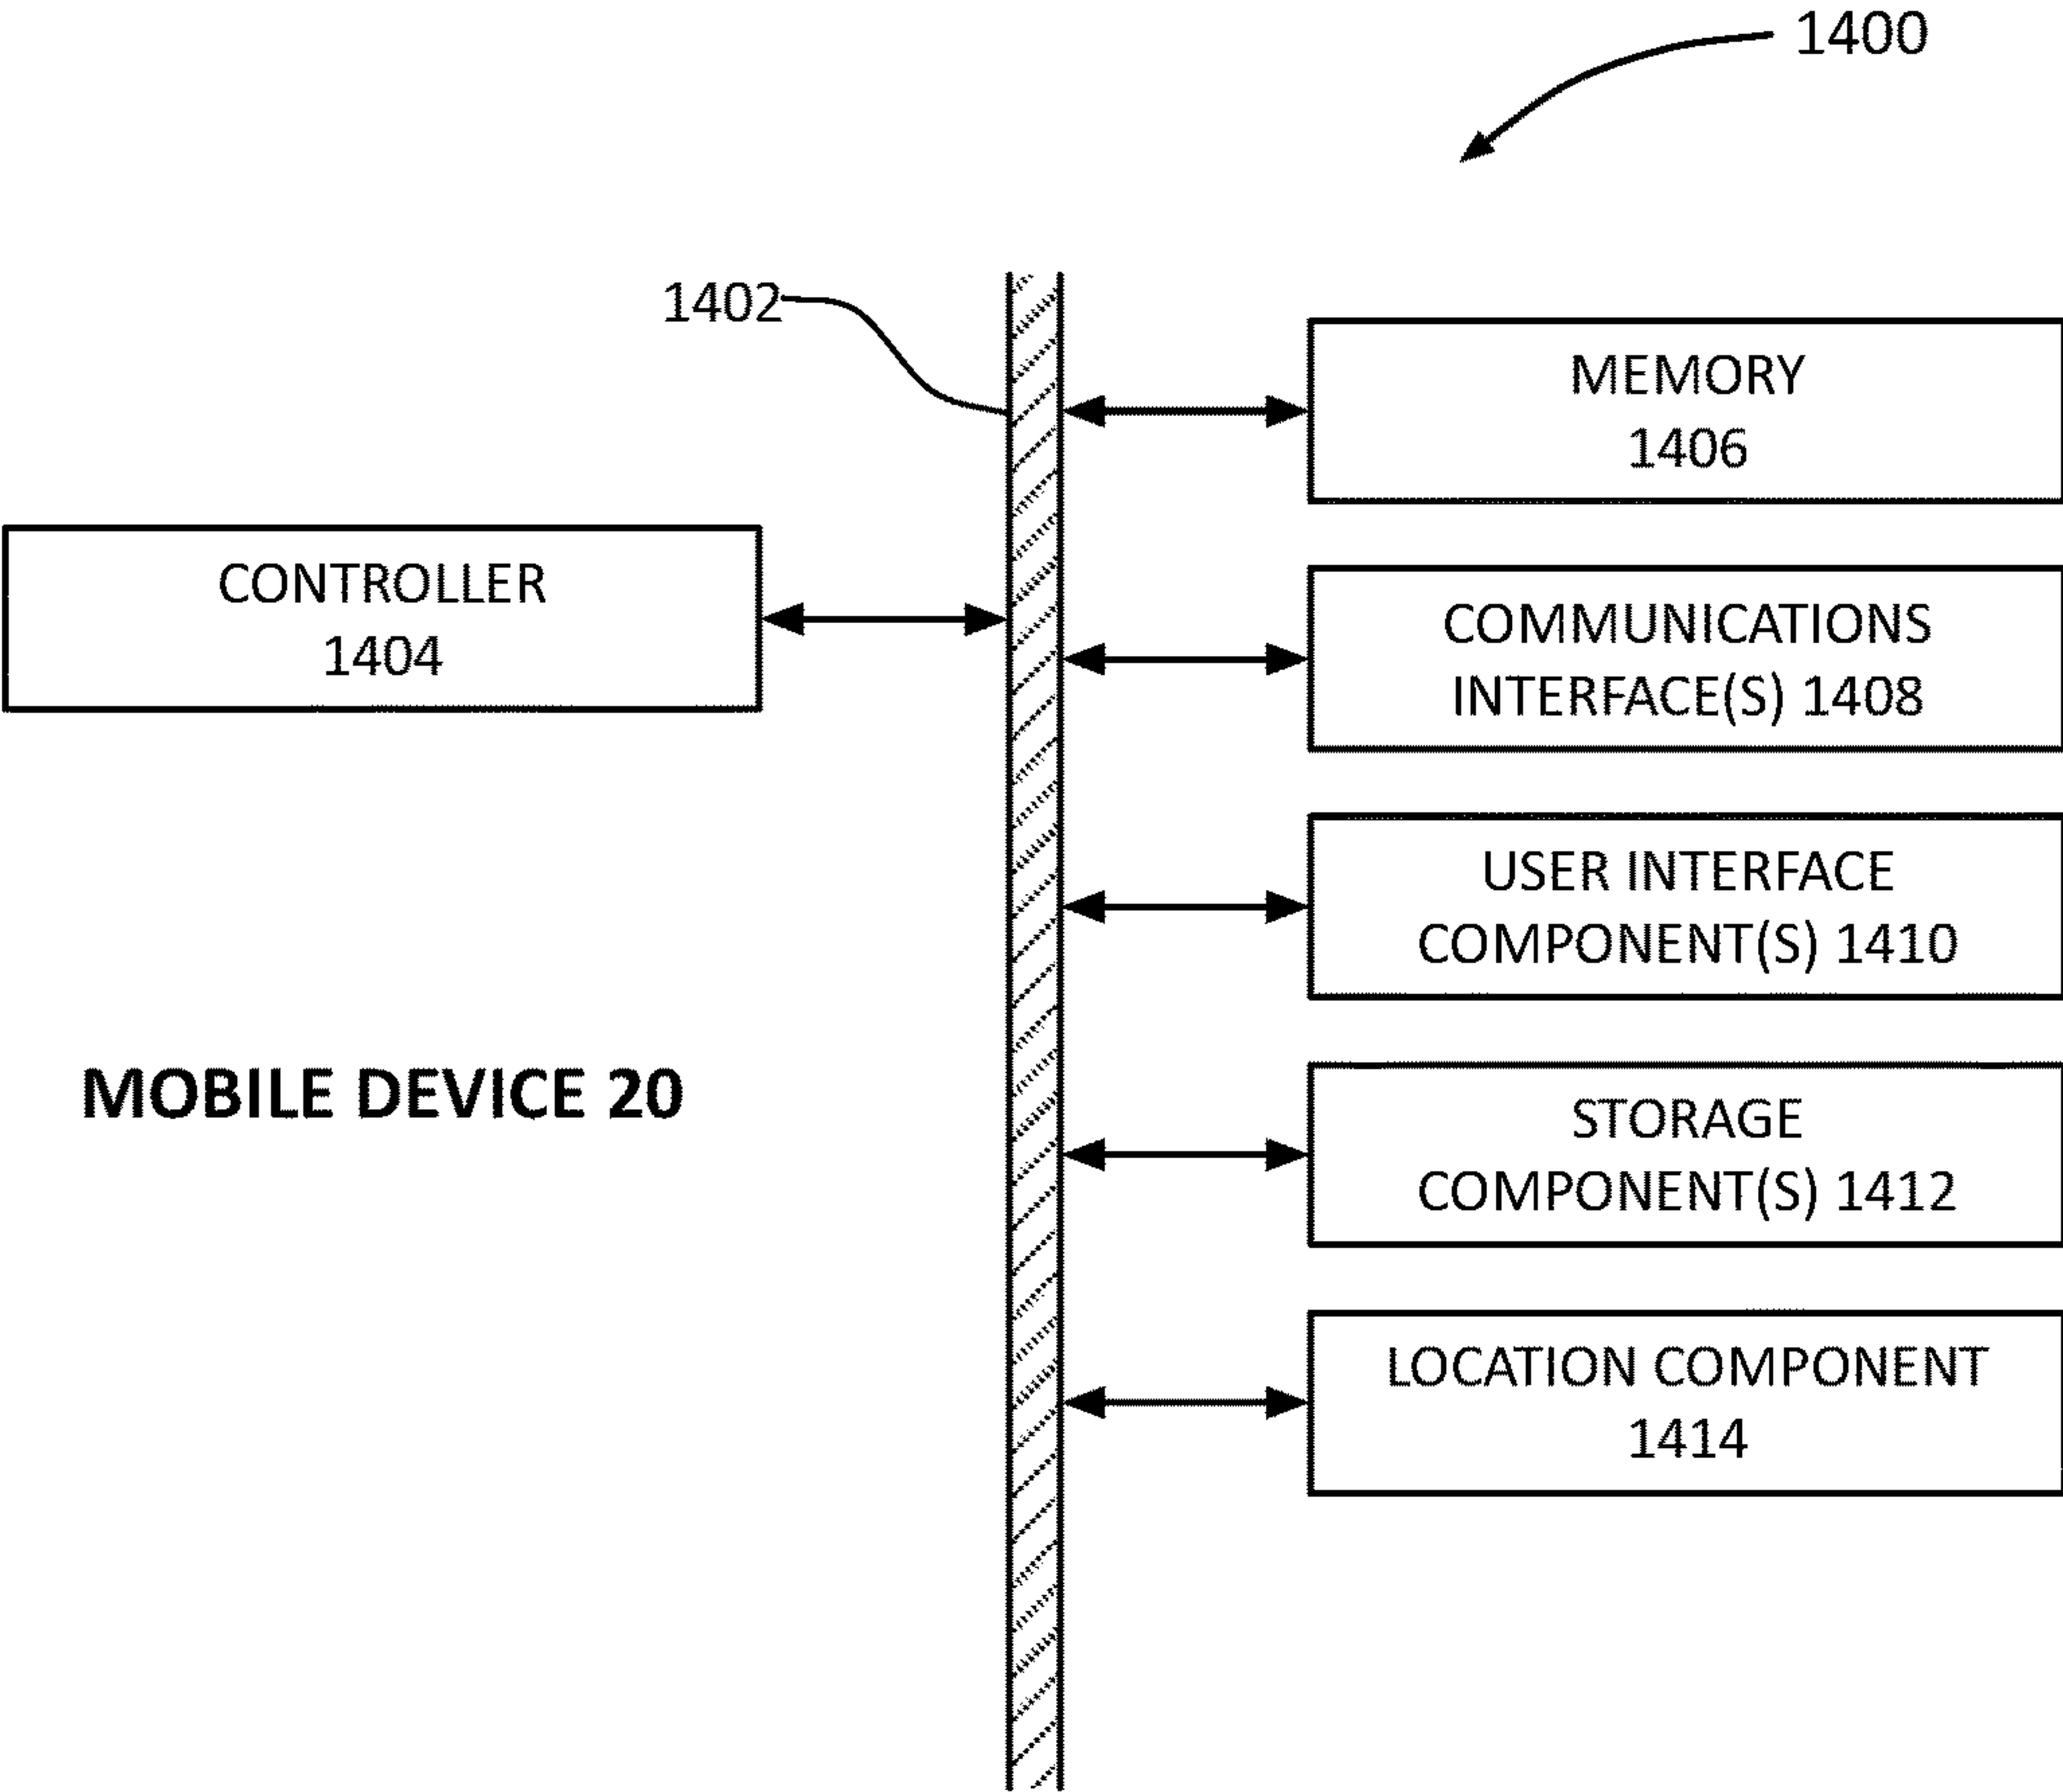 1400
1402
MEMORY
1406
CONTROLLER
1404
COMMUNICATIONS
INTERFACE(S) 1408
USER INTERFACE
COMPONENT(S) 1410
MOBILE DEVICE 20
STORAGE
COMPONENT(S) 1412
LOCATION COMPONENT
1414